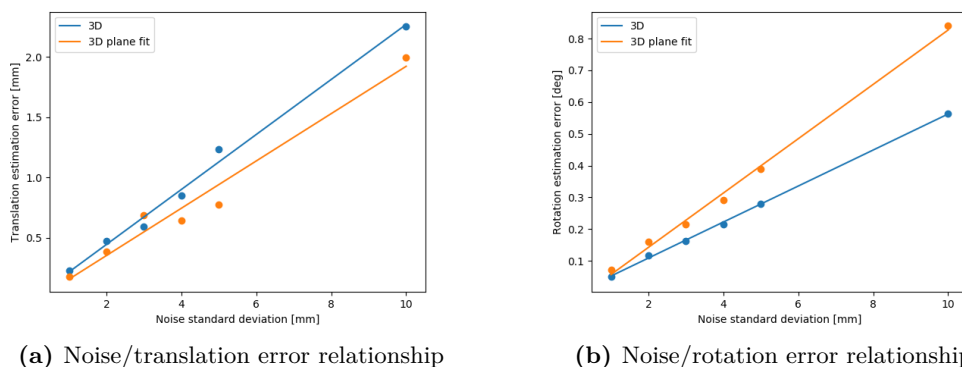 3D
3D plane fit
Translation estimation error [mm]
2.0
1.5
1.0
0.5
2
4
6
8
10
Noise standard deviation [mm]
(a) Noise/translation error relationship
3D
3D plane fit
Rotation estimation error [deg]
0.8
0.7
0.6
0.5
0.4
0.3
0.2
0.1
2
4
6
8
10
Noise standard deviation [mm]
(b) Noise/rotation error relationship